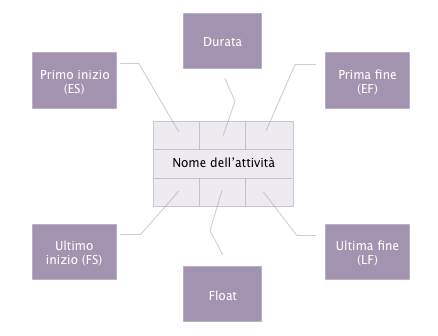 Durata
Primo inizio
(ES)
Prima fine
(EF)
Nome dell'attività
Ultimo
inizio (FS)
Ultima fine
(LF)
Float